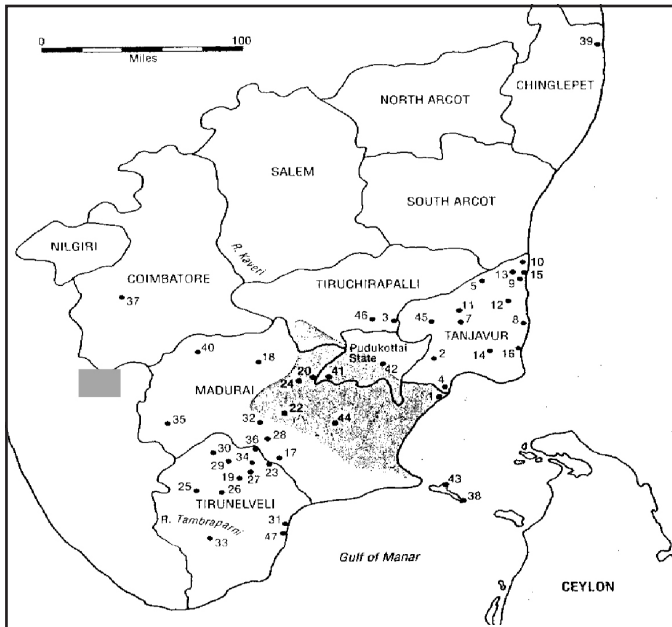 0 100
Miles
39
CHINGLEPET
NORTH ARCOT
SALEM
SOUTH ARCOT
NILGIRI
R. Kaveri
COIMBATORE
37
TIRUCHIRAPALLI
10
13 15
9
5
12
11
46 3 45 7 8
TANJAVUR
Pudukottai
State
40
18
2 14 16
20 41 42
24
MADURAI
4
1
22
35 32 44
28
36
30 34 17
29 23
19 27
25 26
43
38
TIRUNELVELI
R. Tambraparni
31
33 47
Gulf of Manar
CEYLON